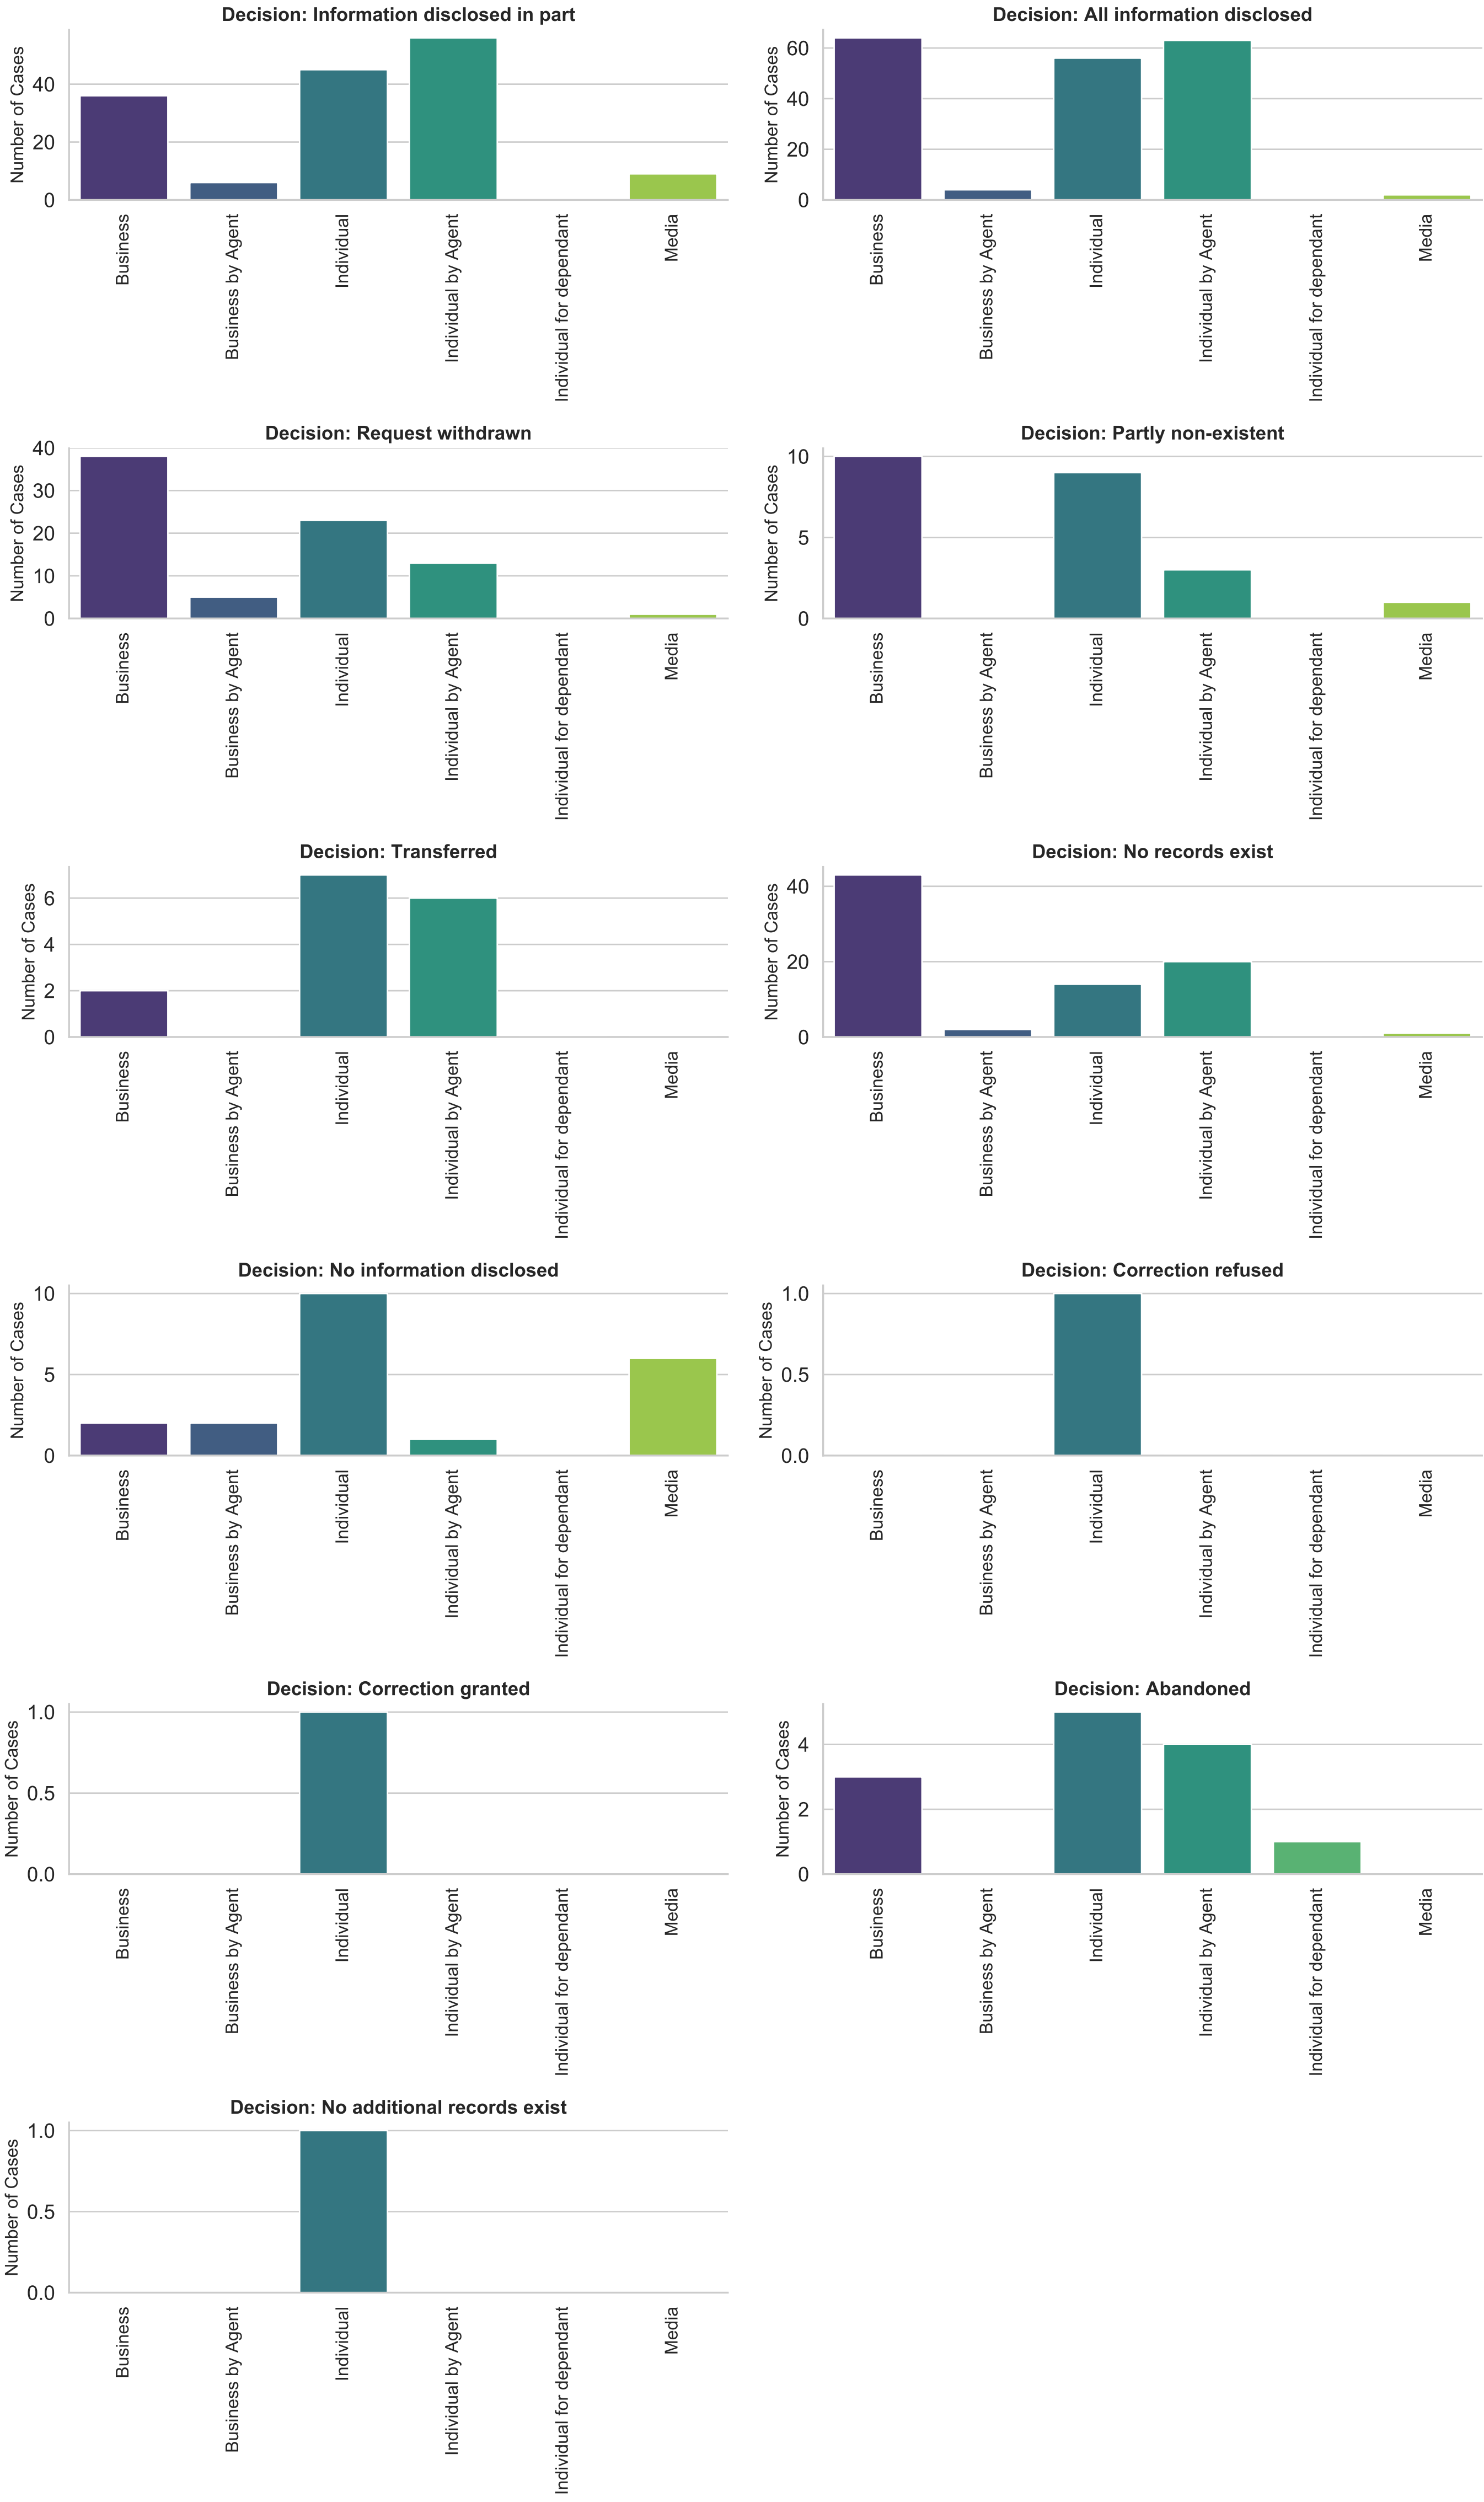 Decision: Information disclosed in part
Number of Cases
40
20
0
Business
Business by Agent
Individual
Individual by Agent
Individual for dependant
Media
Decision: All information disclosed
Number of Cases
60
40
20
0
Business
Business by Agent
Individual
Individual by Agent
Individual for dependant
Media
Decision: Request withdrawn
Number of Cases
40
30
20
10
0
Business
Business by Agent
Individual
Individual by Agent
Individual for dependant
Media
Decision: Partly non-existent
Number of Cases
10
5
0
Business
Business by Agent
Individual
Individual by Agent
Individual for dependant
Media
Decision: Transferred
Number of Cases
6
4
2
0
Business
Business by Agent
Individual
Individual by Agent
Individual for dependant
Media
Decision: No records exist
Number of Cases
40
20
0
Business
Business by Agent
Individual
Individual by Agent
Individual for dependant
Media
Decision: No information disclosed
Number of Cases
10
5
0
Business
Business by Agent
Individual
Individual by Agent
Individual for dependant
Media
Decision: Correction refused
Number of Cases
1.0
0.5
0.0
Business
Business by Agent
Individual
Individual by Agent
Individual for dependant
Media
Decision: Correction granted
Number of Cases
1.0
0.5
0.0
Business
Business by Agent
Individual
Individual by Agent
Individual for dependant
Media
Decision: Abandoned
Number of Cases
4
2
0
Business
Business by Agent
Individual
Individual by Agent
Individual for dependant
Media
Decision: No additional records exist
Number of Cases
1.0
0.5
0.0
Business
Business by Agent
Individual
Individual by Agent
Individual for dependant
Media